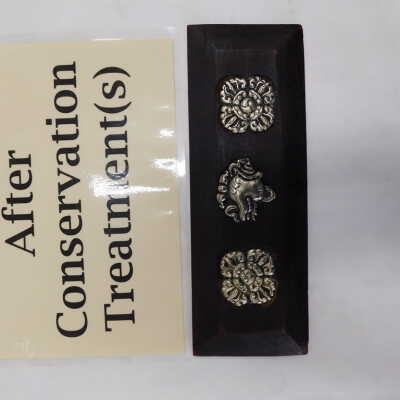 After
Conservation
Treatment(s)